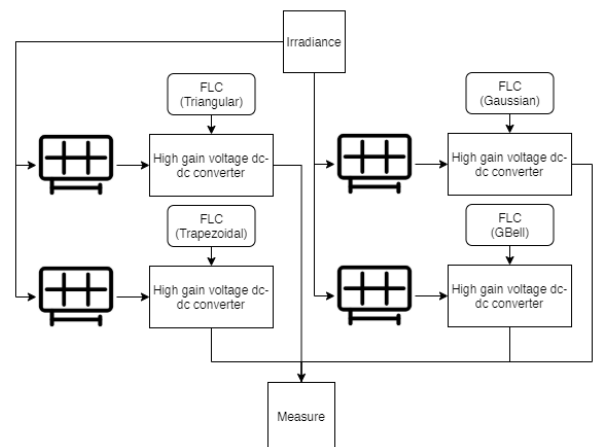 Irradiance
FLC
(Triangular)
High gain voltage dc-
dc converter
FLC
(Gaussian)
High gain voltage dc-
dc converter
FLC
(Trapezoidal)
High gain voltage dc-
dc converter
FLC
(GBell)
High gain voltage dc-
dc converter
Measure